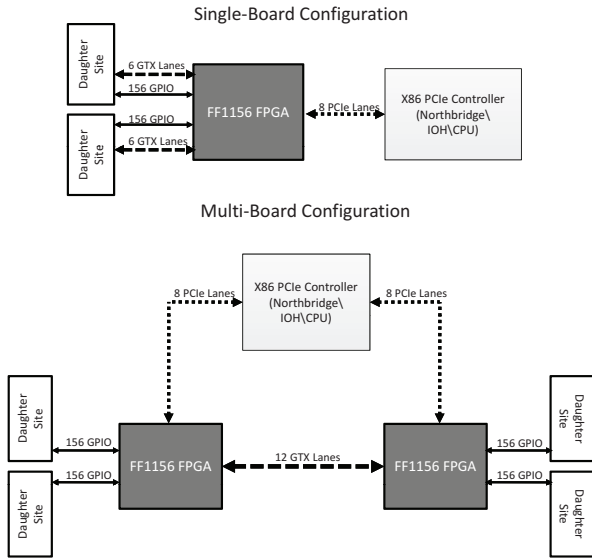 Single-Board Configuration
Daughter
Site
6 GTX Lanes
156 GPIO
FF1156 FPGA
8 PCIe Lanes
X86 PCIe Controller
(Northbridge\
IOH\CPU)
Daughter
Site
156 GPIO
6 GTX Lanes
Multi-Board Configuration
X86 PCIe Controller
(Northbridge\
IOH\CPU)
8 PCIe Lanes
8 PCIe Lanes
Daughter
Site
156 GPIO
Daughter
Site
156 GPIO
FF1156 FPGA
12 GTX Lanes
FF1156 FPGA
156 GPIO
Daughter
Site
156 GPIO
Daughter
Site